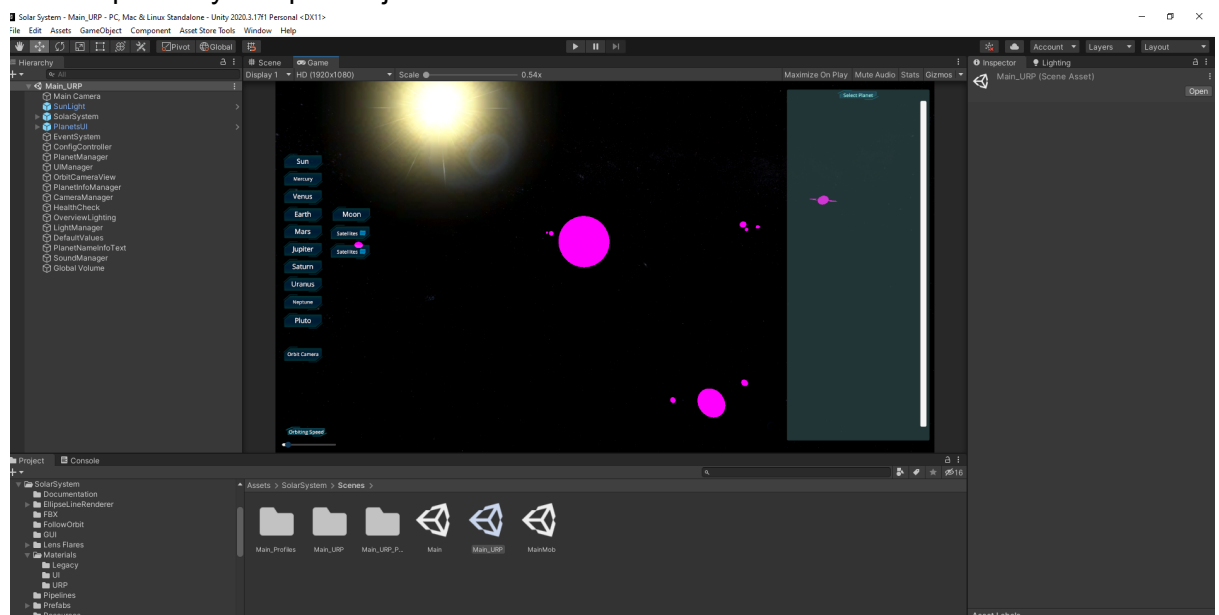 Solar System - Main_URP - PC, Mac & Linux Standalone - Unity 2020.3.17f1 Personal <DX11>
File Edit Assets GameObject Component Asset Store Tools Window Help
Pivot Global
Account Layers Layout
Hierarchy
All
Main_URP
Main Camera
SunLight
SolarSystem
PlanetsUI
EventSystem
ConfigController
PlanetManager
UIManager
OrbitCameraView
PlanetInfoManager
CameraManager
HealthCheck
OverviewLighting
LightManager
DefaultValues
PlanetNameInfoText
SoundManager
Global Volume
Scene Game
Display 1 HD (1920x1080) Scale 0.54x Maximize On Play Mute Audio Stats Gizmos
Select Planet
Sun
Mercury
Venus
Earth Moon
Mars Satellites
Jupiter Satellites
Saturn
Uranus
Neptune
Pluto
Orbit Camera
Orbiting Speed
Inspector Lighting
Main_URP (Scene Asset)
Open
Project Console
16
SolarSystem
Documentation
EllipseLineRenderer
FBX
FollowOrbit
GUI
Lens Flares
Materials
Legacy
UI
URP
Pipelines
Prefabs
Assets > SolarSystem > Scenes >
Main_Profiles Main_URP Main_URP_P... Main Main_URP MainMob